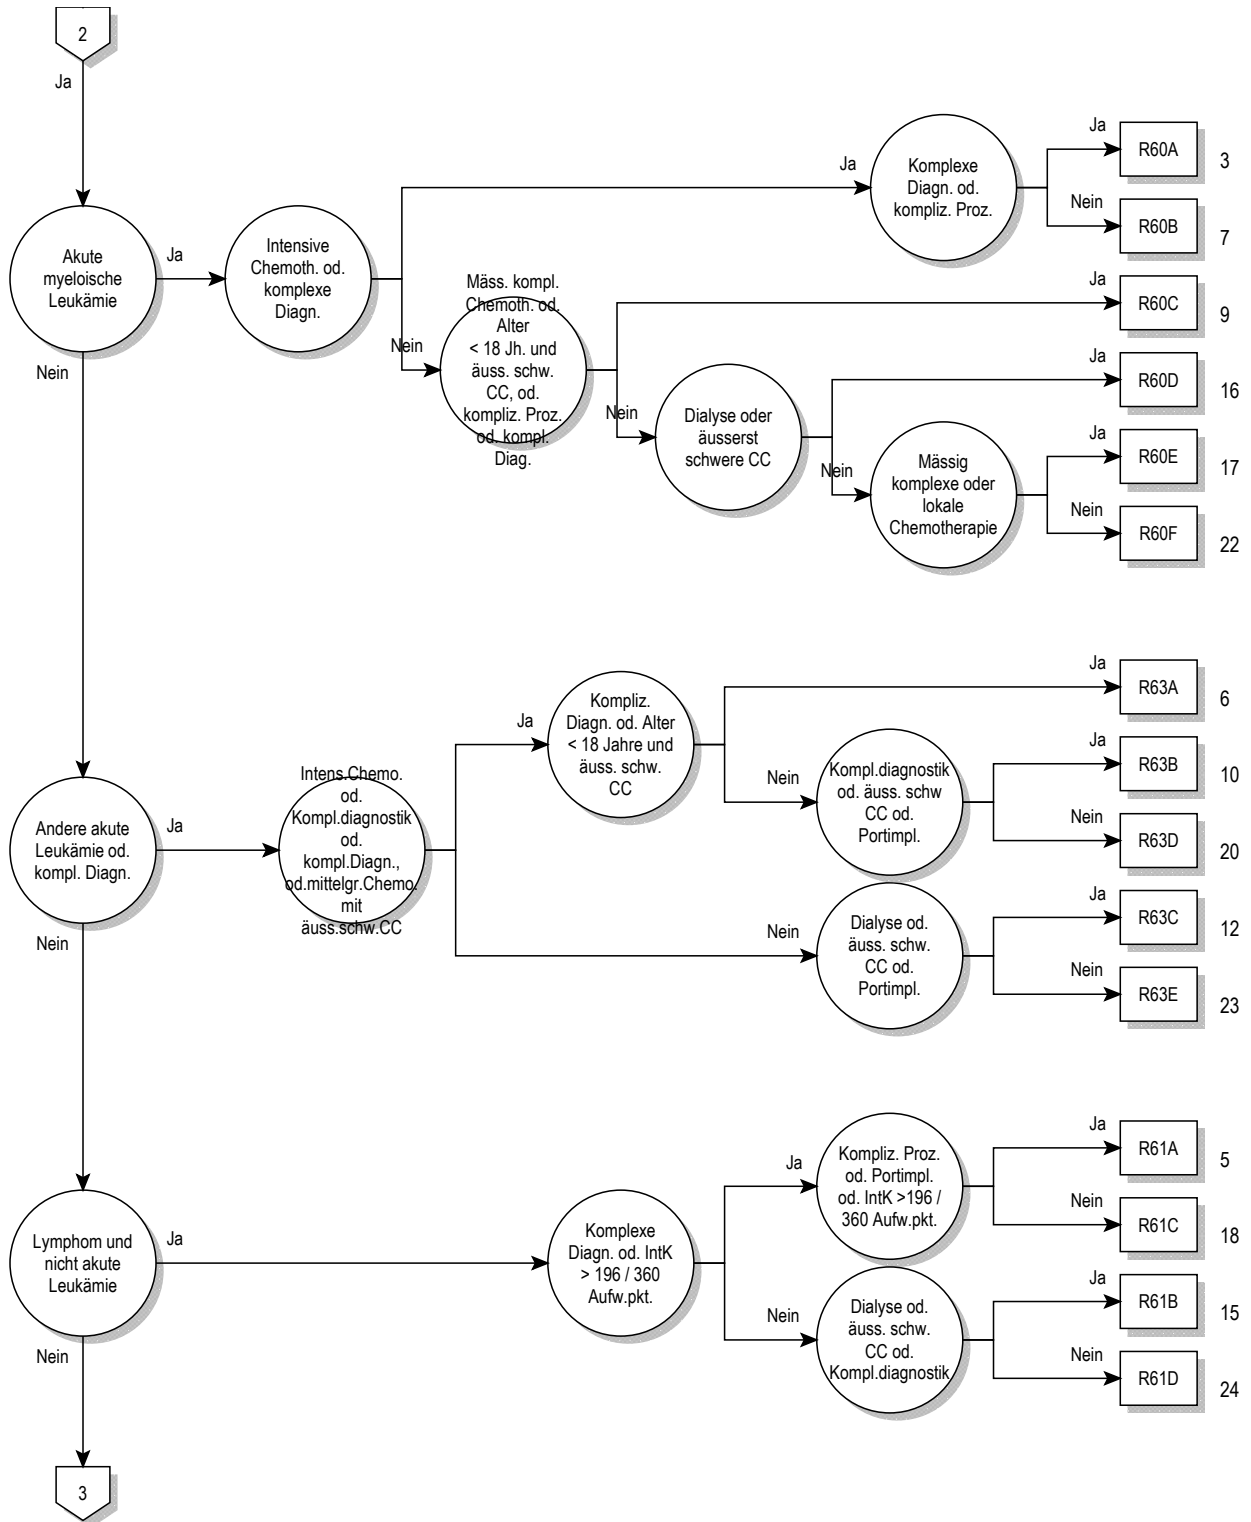 2
Ja
Akute
myeloische
Leukämie
Ja
Intensive
Chemoth. od.
komplexe
Diagn.
Ja
Komplexe
Diagn. od.
kompliz. Proz.
Ja
R60A
3
Nein
R60B
7
Nein
Mäss. kompl.
Chemoth. od.
Alter
< 18 Jh. und
äuss. schw.
CC, od.
kompliz. Proz.
od. kompl.
Diag.
Ja
R60C
9
Nein
Dialyse oder
äusserst
schwere CC
Ja
R60D
16
Nein
Mässig
komplexe oder
lokale
Chemotherapie
Ja
R60E
17
Nein
R60F
22
Nein
Andere akute
Leukämie od.
kompl. Diagn.
Ja
Intens.Chemo.
od.
Kompl.diagnostik
od.
kompl.Diagn.,
od.mittelgr.Chemo.
mit
äuss.schw.CC
Ja
Kompliz.
Diagn. od. Alter
< 18 Jahre und
äuss. schw.
CC
Ja
R63A
6
Nein
Kompl.diagnostik
od. äuss. schw
CC od.
Portimpl.
Ja
R63B
10
Nein
R63D
20
Nein
Dialyse od.
äuss. schw.
CC od.
Portimpl.
Ja
R63C
12
Nein
R63E
23
Nein
Lymphom und
nicht akute
Leukämie
Ja
Komplexe
Diagn. od. IntK
> 196 / 360
Aufw.pkt.
Ja
Kompliz. Proz.
od. Portimpl.
od. IntK >196 /
360 Aufw.pkt.
Ja
R61A
5
Nein
R61C
18
Nein
Dialyse od.
äuss. schw.
CC od.
Kompl.diagnostik
Ja
R61B
15
Nein
R61D
24
Nein
3